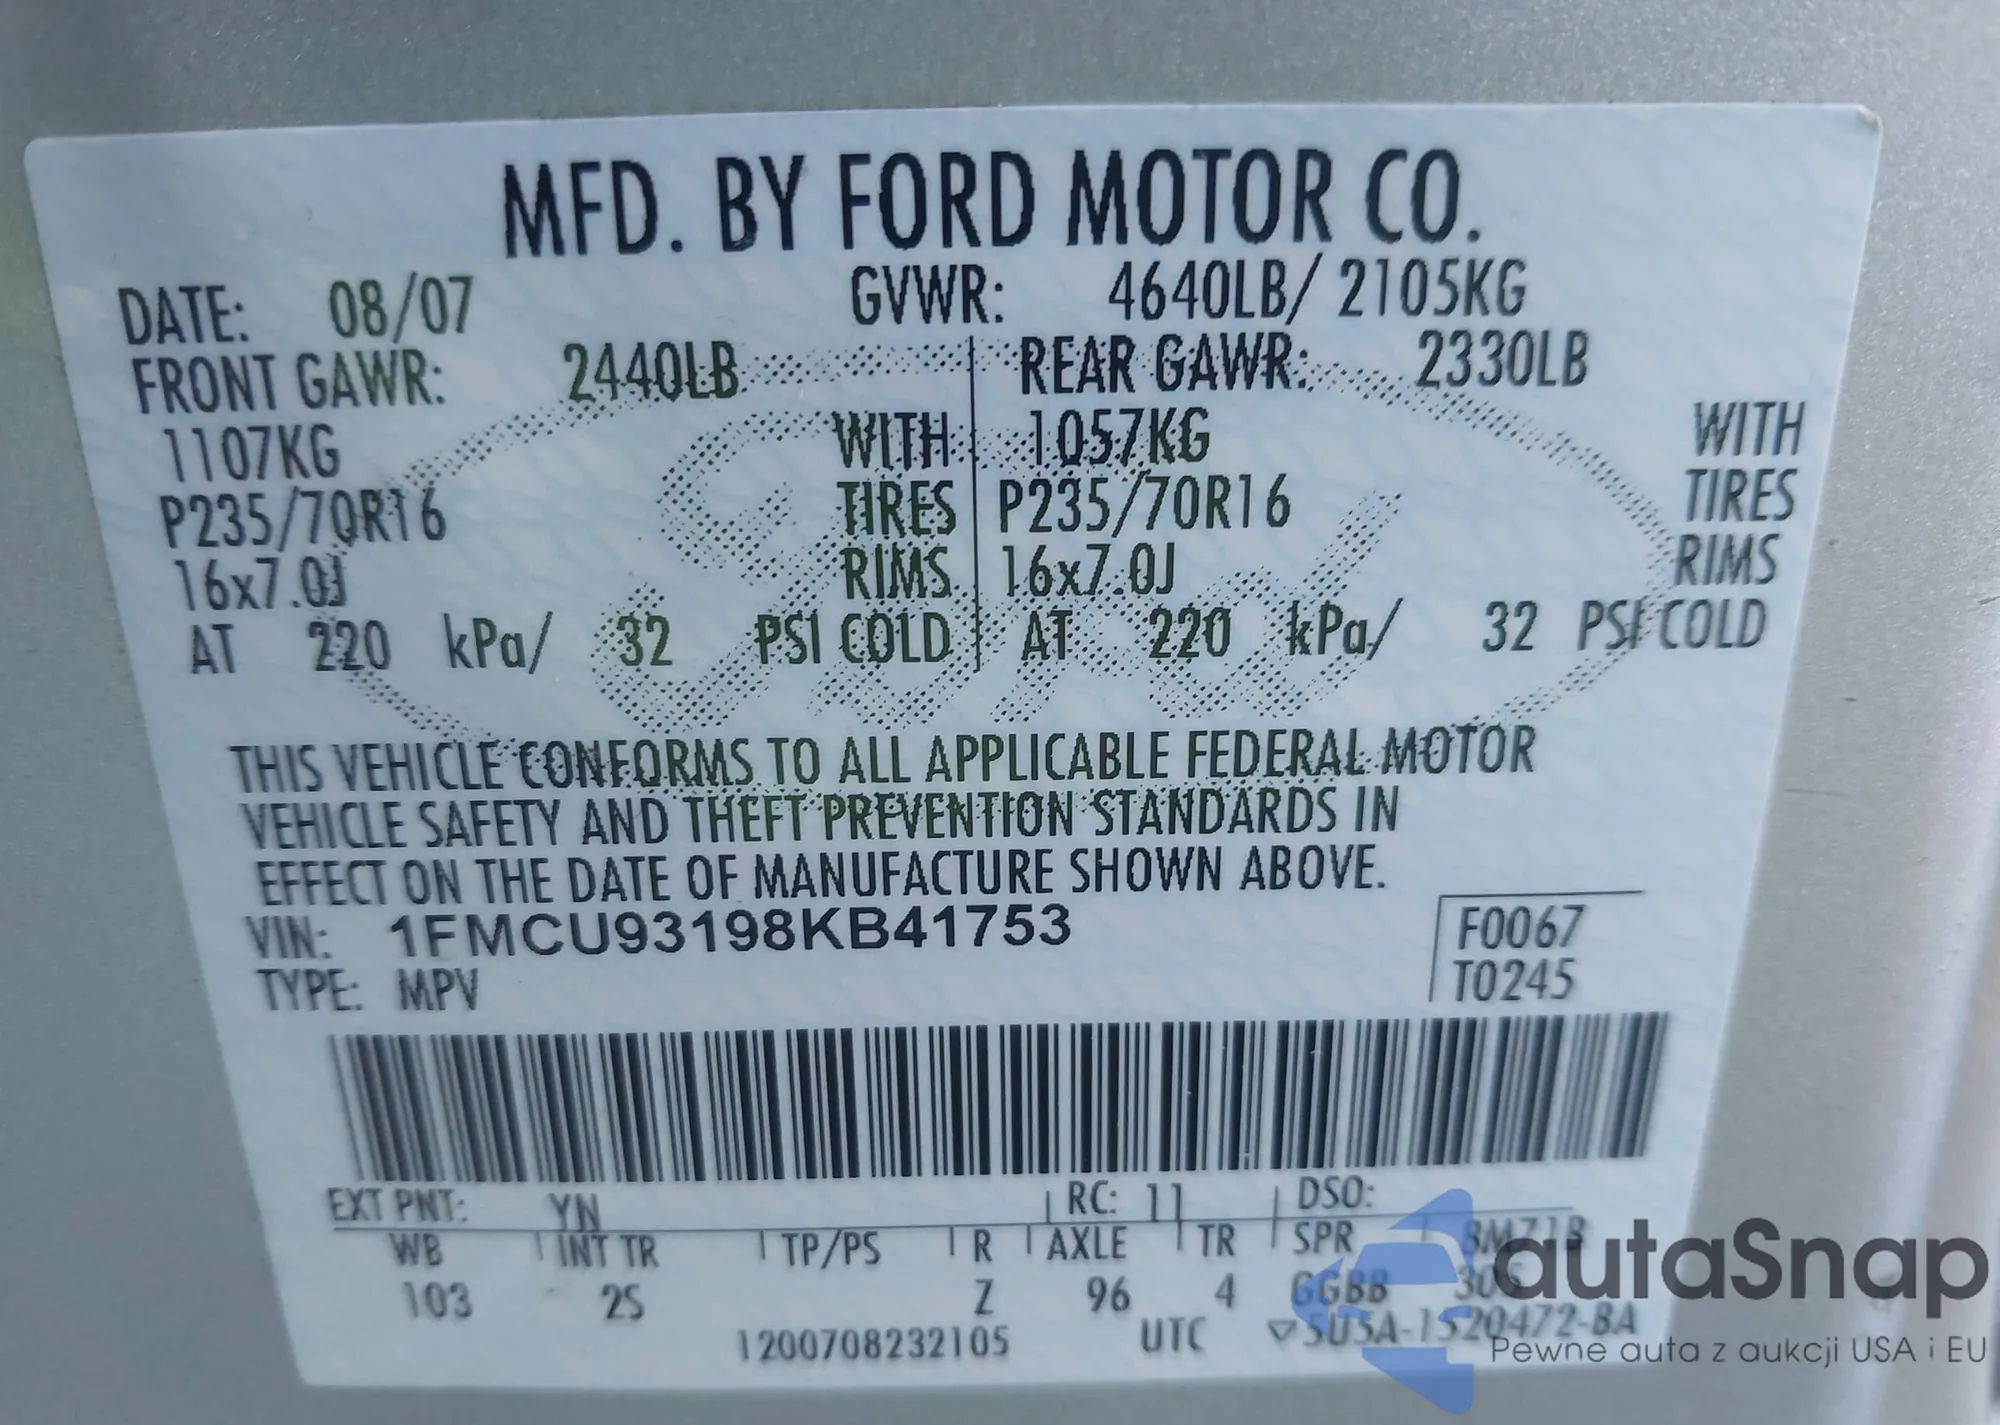 MFD. BY FORD MOTOR CO.
DATE: 08/07 GVWR: 4640LB/ 2105KG
FRONT GAWR: 2440LB REAR GAWR: 2330LB
1107KG WITH 1057KG WITH
P235/70R16 TIRES P235/70R16 TIRES
16x7.0J RIMS 16x7.0J RIMS
AT 220 kPa/ 32 PSI COLD AT 220 kPa/ 32 PSI COLD
Ford
THIS VEHICLE CONFORMS TO ALL APPLICABLE FEDERAL MOTOR
VEHICLE SAFETY AND THEFT PREVENTION STANDARDS IN
EFFECT ON THE DATE OF MANUFACTURE SHOWN ABOVE.
VIN: 1FMCU93198KB41753 F0067
TYPE: MPV T0245
EXT PNT: YN RC: 11 DSO:
WB INT TR TP/PS R AXLE TR SPR
103 2S Z 96 4 GGBB
1200708232105 UTC ▽5U5A-1520472-BA
autaSnap
Pewne auta z aukcji USA i EU